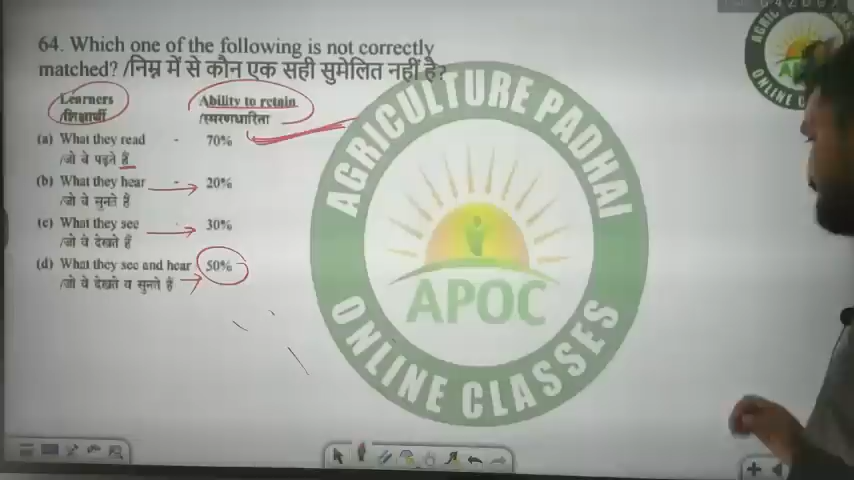 64. Which one of the following is not correctly
matched? /निम्न में से कौन एक सही सुमेलित नहीं है?
Learners Ability to retain
/शिक्षार्थी /स्मरणधारिता
(a) What they read - 70%
/जो वे पढ़ते हैं
(b) What they hear - 20%
/जो वे सुनते हैं
(c) What they see - 30%
/जो वे देखते हैं
(d) What they see and hear 50%
/जो वे देखते व सुनते हैं
AGRICULTURE PADHAI
APOC
ONLINE CLASSES